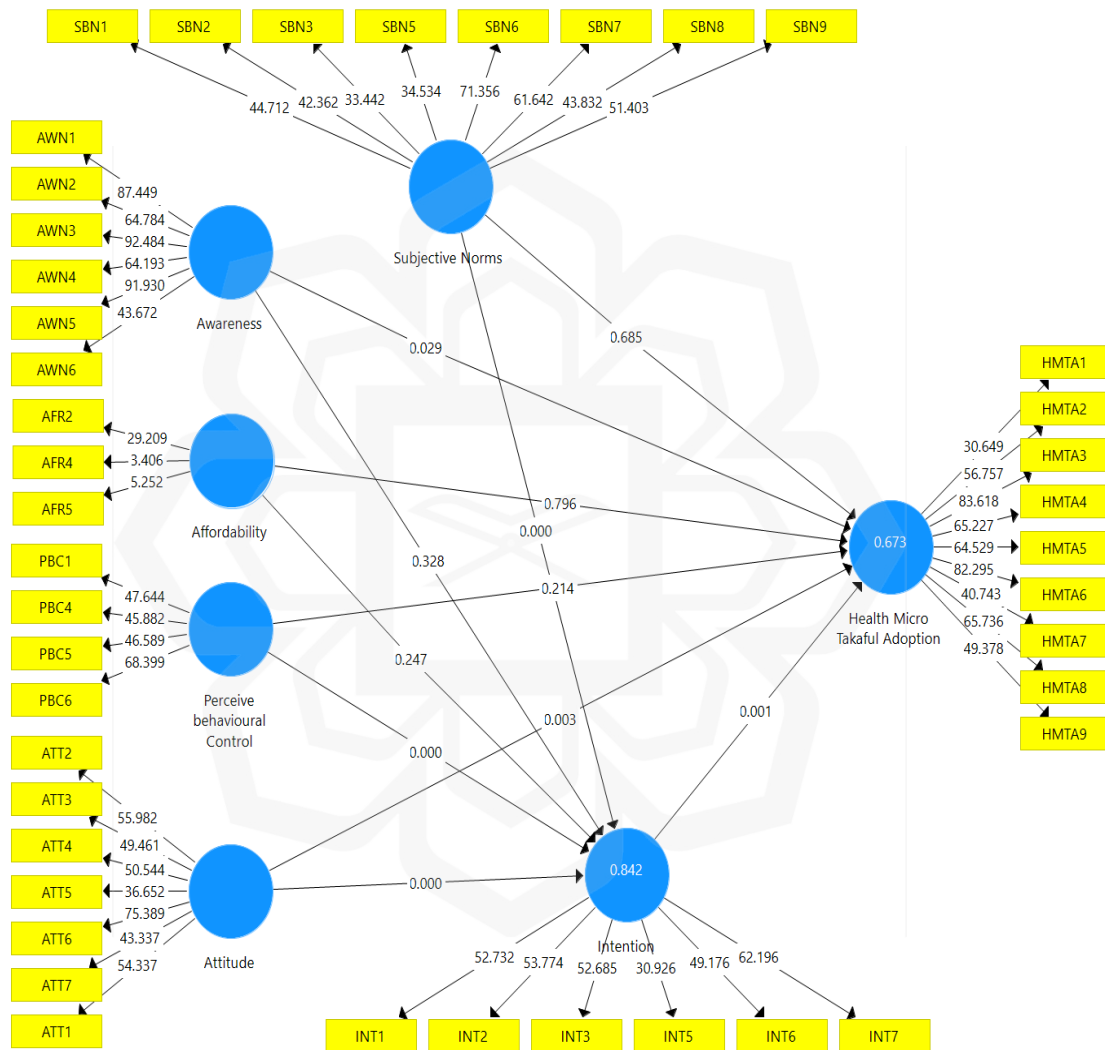 SBN1 SBN2 SBN3 SBN5 SBN6 SBN7 SBN8 SBN9
44.712 42.362 33.442 34.534 71.356 61.642 43.832 51.403
Subjective Norms
AWN1
AWN2
AWN3
AWN4
AWN5
AWN6
87.449
64.784
92.484
64.193
91.930
43.672
Awareness
AFR2
AFR4
AFR5
29.209
3.406
5.252
Affordability
PBC1
PBC4
PBC5
PBC6
47.644
45.882
46.589
68.399
Perceive
behavioural
Control
ATT2
ATT3
ATT4
ATT5
ATT6
ATT7
ATT1
55.982
49.461
50.544
36.652
75.389
43.337
54.337
Attitude
0.685
0.029
0.796
0.000
0.328
0.214
0.247
0.003
0.001
0.000
0.000
0.673
Health Micro
Takaful Adoption
30.649
56.757
83.618
65.227
64.529
82.295
40.743
65.736
49.378
HMTA1
HMTA2
HMTA3
HMTA4
HMTA5
HMTA6
HMTA7
HMTA8
HMTA9
0.842
Intention
52.732 53.774 52.685 30.926 49.176 62.196
INT1 INT2 INT3 INT5 INT6 INT7